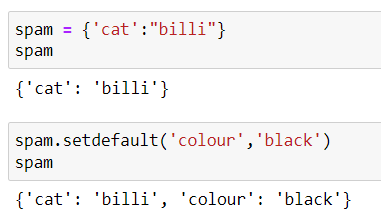 spam = {'cat':"billi"}
spam
{'cat': 'billi'}
spam.setdefault('colour','black')
spam
{'cat': 'billi', 'colour': 'black'}